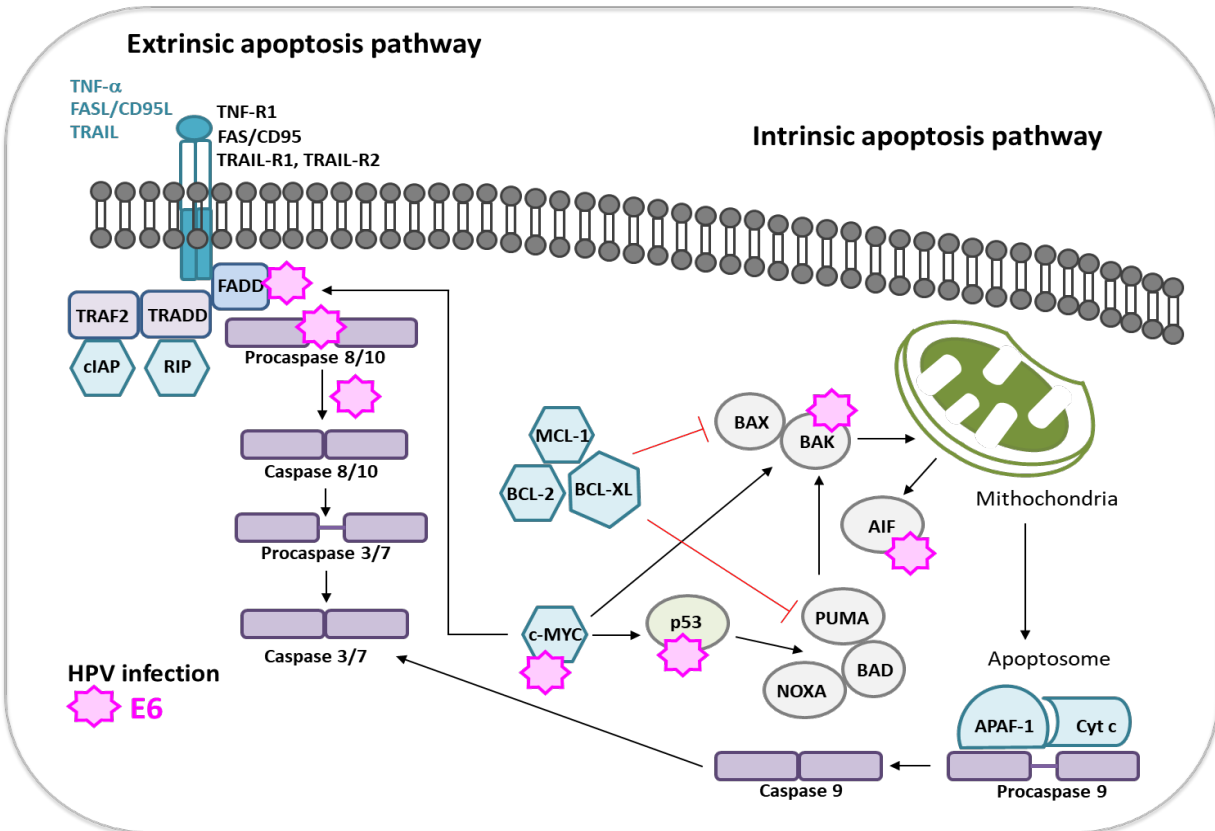 Extrinsic apoptosis pathway
TNF-α
FASL/CD95L
TRAIL
TNF-R1
FAS/CD95
TRAIL-R1, TRAIL-R2
Intrinsic apoptosis pathway
FADD
TRAF2
TRADD
cIAP
RIP
Procaspase 8/10
Caspase 8/10
Procaspase 3/7
Caspase 3/7
MCL-1
BCL-2
BCL-XL
BAX
BAK
Mithochondria
AIF
c-MYC
p53
PUMA
BAD
NOXA
Apoptosome
APAF-1
Cyt c
Procaspase 9
Caspase 9
HPV infection
E6